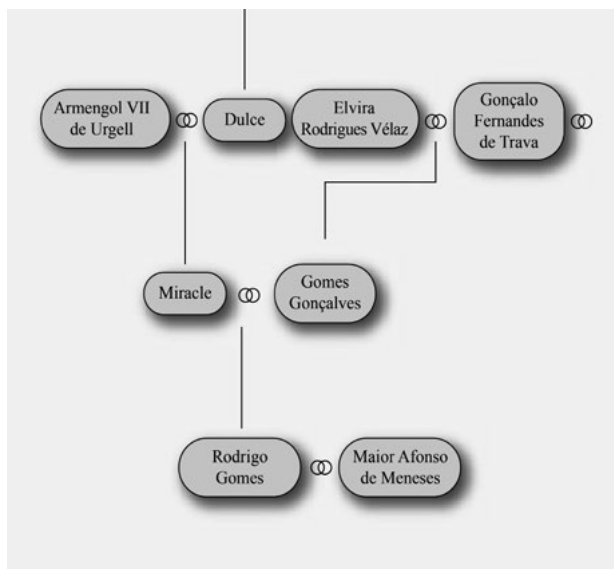 Armengol VII
de Urgell
Dulce
Elvira
Rodrigues Vélaz
Gonçalo
Fernandes
de Trava
Miracle
Gomes
Gonçalves
Rodrigo
Gomes
Maior Afonso
de Meneses